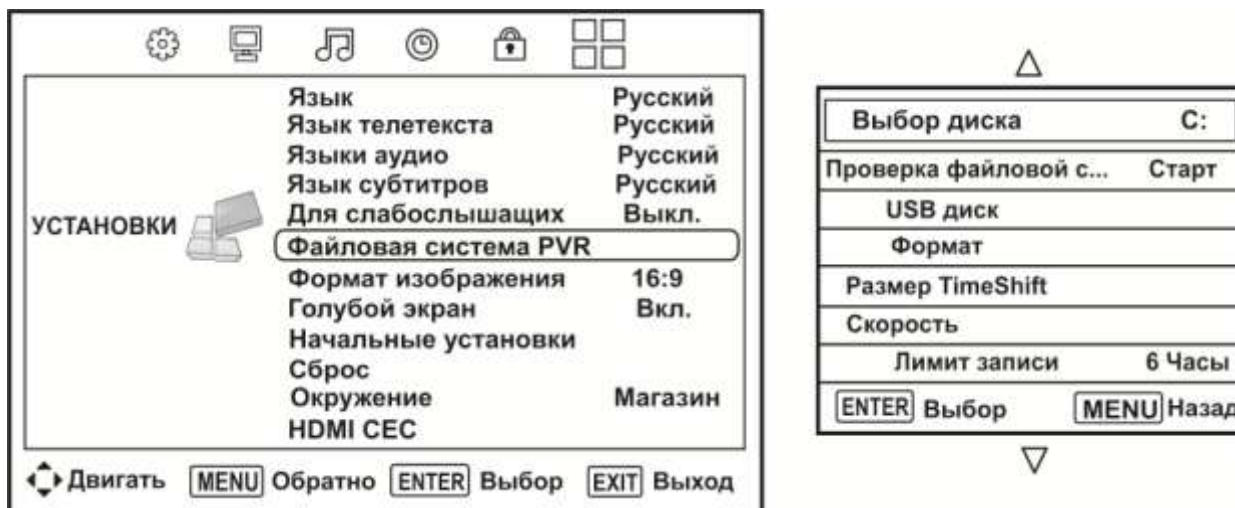 Язык Русский
Язык телетекста Русский
Языки аудио Русский
Язык субтитров Русский
УСТАНОВКИ
Для слабослышащих Выкл.
Файловая система PVR
Формат изображения 16:9
Голубой экран Вкл.
Начальные установки
Сброс
Окружение Магазин
HDMI CEC
Двигать MENU Обратно ENTER Выбор EXIT Выход
Выбор диска C:
Проверка файловой с... Старт
USB диск
Формат
Размер TimeShift
Скорость
Лимит записи 6 Часы
ENTER Выбор MENU Назад